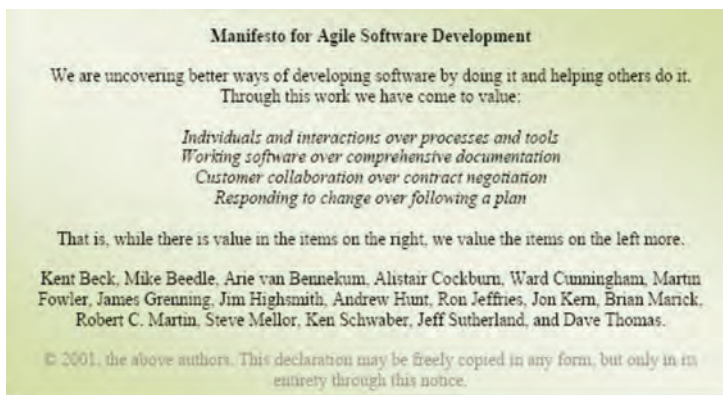 Manifesto for Agile Software Development
We are uncovering better ways of developing software by doing it and helping others do it.
Through this work we have come to value:
Individuals and interactions over processes and tools
Working software over comprehensive documentation
Customer collaboration over contract negotiation
Responding to change over following a plan
That is, while there is value in the items on the right, we value the items on the left more.
Kent Beck, Mike Beedle, Arie van Bennekum, Alistair Cockburn, Ward Cunningham, Martin
Fowler, James Grenning, Jim Highsmith, Andrew Hunt, Ron Jeffries, Jon Kern, Brian Marick,
Robert C. Martin, Steve Mellor, Ken Schwaber, Jeff Sutherland, and Dave Thomas.
© 2001, the above authors. This declaration may be freely copied in any form, but only in its
entirety through this notice.